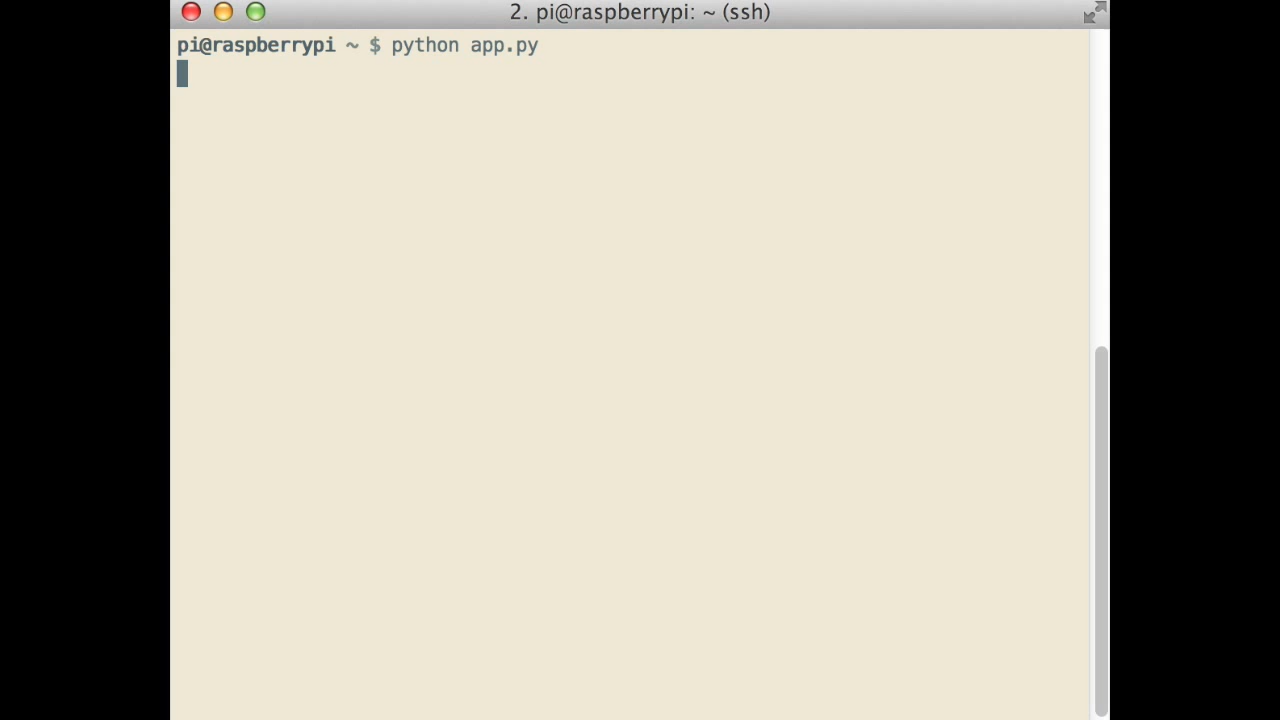 2. pi@raspberrypi: ~ (ssh)
pi@raspberrypi ~ $ python app.py